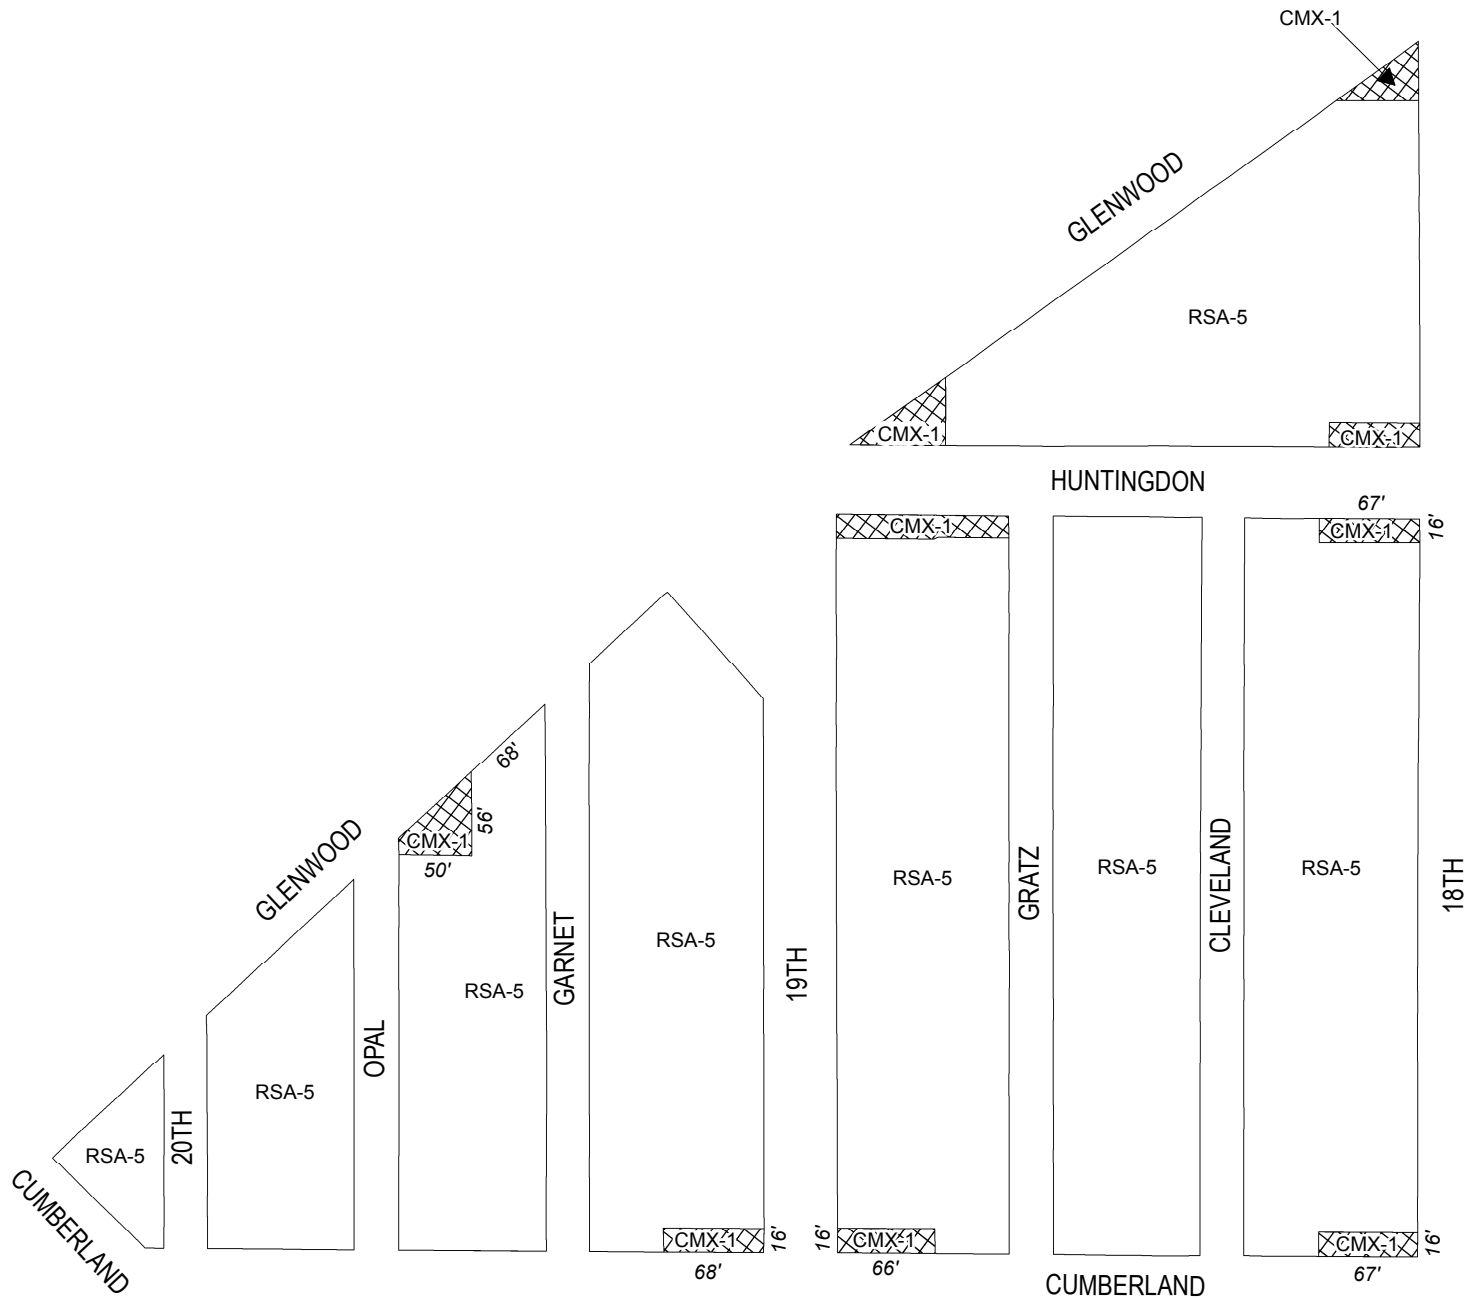 CMX-1
GLENWOOD
RSA-5
CMX-1
CMX-1
HUNTINGDON
67'
CMX-1
CMX-1
16'
68'
56'
CMX-1
50'
GLENWOOD
RSA-5
RSA-5
RSA-5
GRATZ
CLEVELAND
18TH
RSA-5
GARNET
19TH
RSA-5
OPAL
RSA-5
20TH
RSA-5
CUMBERLAND
CMX-1
16'
68'
16'
CMX-1
66'
CMX-1
16'
67'
CUMBERLAND